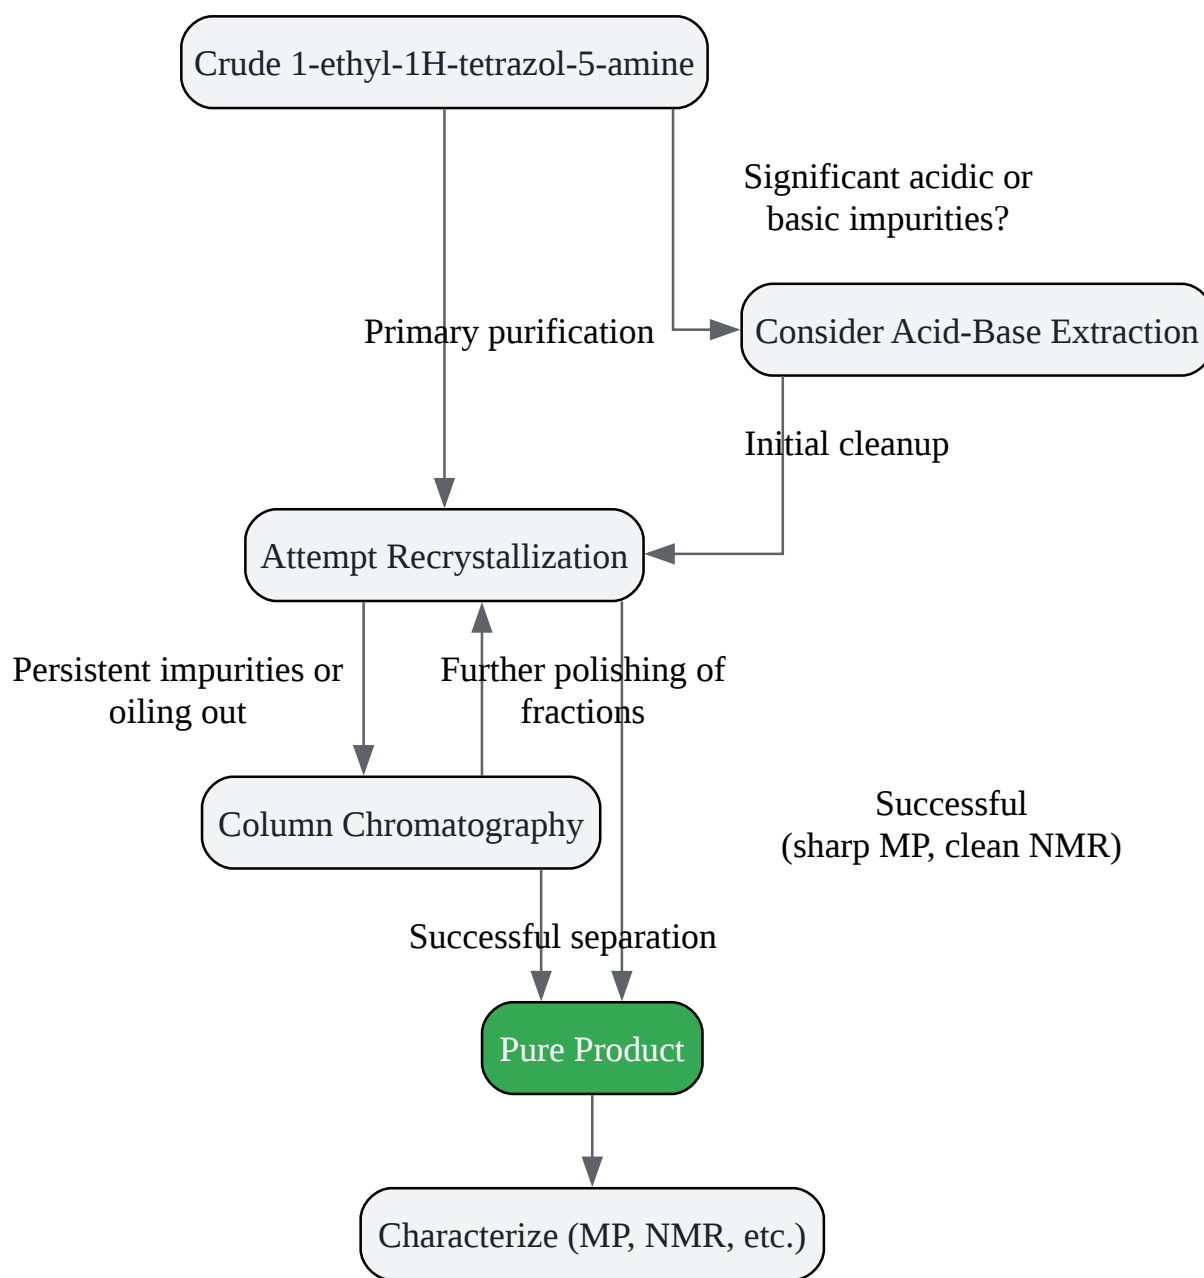 Crude 1-ethyl-1H-tetrazol-5-amine
Significant acidic or
basic impurities?
Primary purification
Consider Acid-Base Extraction
Initial cleanup
Attempt Recrystallization
Persistent impurities or
oiling out
Further polishing of
fractions
Column Chromatography
Successful
(sharp MP, clean NMR)
Successful separation
Pure Product
Characterize (MP, NMR, etc.)